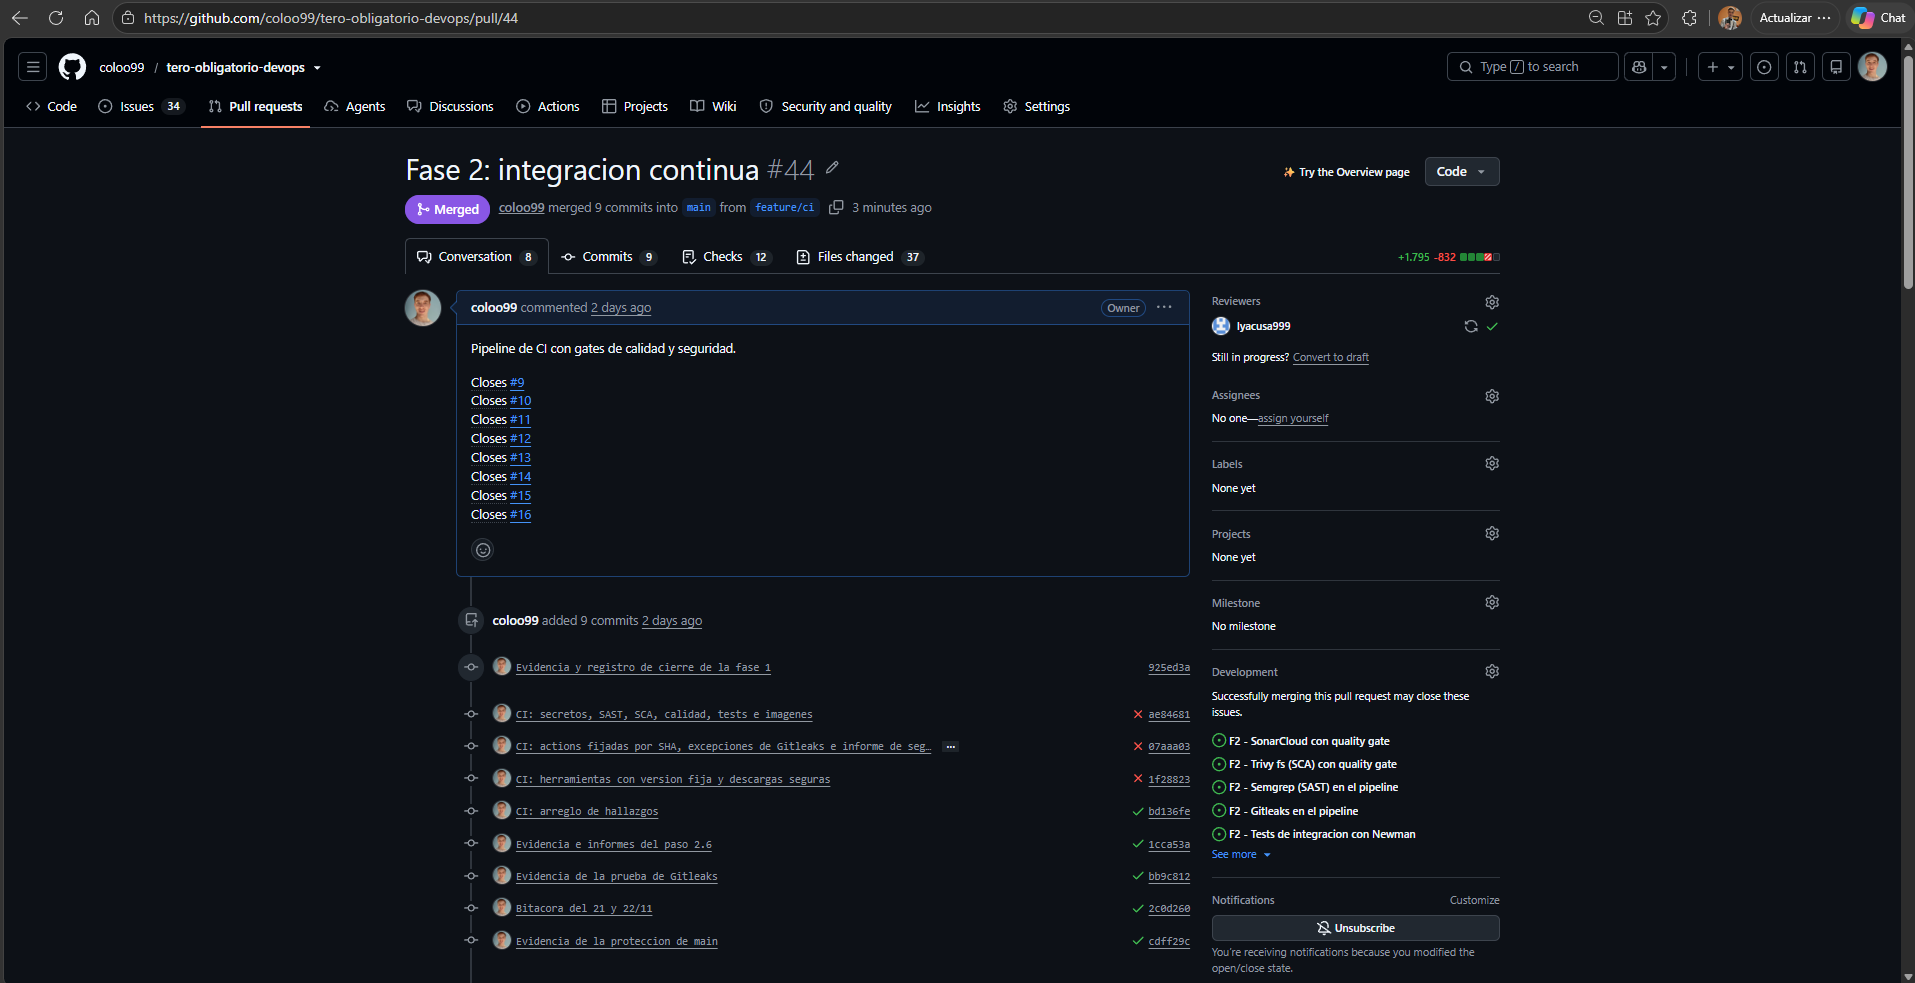 https://github.com/coloo99/tero-obligatorio-devops/pull/44
Actualizar
Chat
coloo99 / tero-obligatorio-devops
Type / to search
Code
Issues 34
Pull requests
Agents
Discussions
Actions
Projects
Wiki
Security and quality
Insights
Settings
Fase 2: integracion continua #44
Try the Overview page
Code
Merged
coloo99 merged 9 commits into main from feature/ci 3 minutes ago
Conversation 8
Commits 9
Checks 12
Files changed 37
+1.795 -832
coloo99 commented 2 days ago
Owner
Pipeline de CI con gates de calidad y seguridad.
Closes #9
Closes #10
Closes #11
Closes #12
Closes #13
Closes #14
Closes #15
Closes #16
coloo99 added 9 commits 2 days ago
Evidencia y registro de cierre de la fase 1 925ed3a
CI: secretos, SAST, SCA, calidad, tests e imagenes ae84681
CI: actions fijadas por SHA, excepciones de Gitleaks e informe de seg… ... 07aaa03
CI: herramientas con version fija y descargas seguras 1f28823
CI: arreglo de hallazgos bd136fe
Evidencia e informes del paso 2.6 1cca53a
Evidencia de la prueba de Gitleaks bb9c812
Bitacora del 21 y 22/11 2c0d260
Evidencia de la proteccion de main cdff29c
Reviewers
lyacusa999
Still in progress? Convert to draft
Assignees
No one—assign yourself
Labels
None yet
Projects
None yet
Milestone
No milestone
Development
Successfully merging this pull request may close these
issues.
F2 - SonarCloud con quality gate
F2 - Trivy fs (SCA) con quality gate
F2 - Semgrep (SAST) en el pipeline
F2 - Gitleaks en el pipeline
F2 - Tests de integracion con Newman
See more
Notifications
Customize
Unsubscribe
You're receiving notifications because you modified the
open/close state.